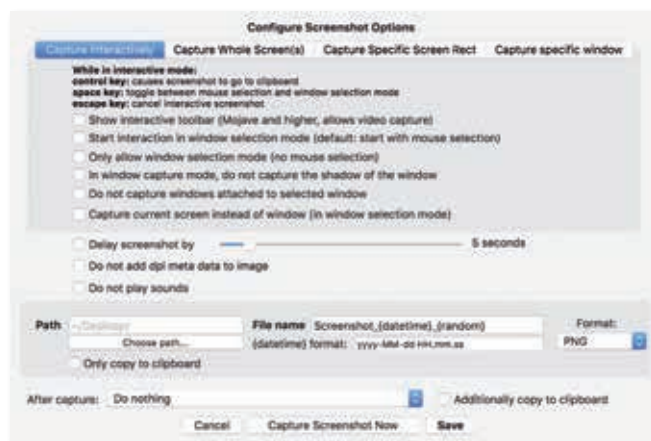 Configure Screenshot Options
Capture Interactively Capture Whole Screen(s) Capture Specific Screen Rect Capture specific window
While in interactive mode:
control key: causes screenshot to go to clipboard
space key: toggle between mouse selection and window selection mode
escape key: cancel interactive screenshot
Show interactive toolbar (Mojave and higher, allows video capture)
Start interaction in window selection mode (default: start with mouse selection)
Only allow window selection mode (no mouse selection)
In window capture mode, do not capture the shadow of the window
Do not capture windows attached to selected window
Capture current screen instead of window (in window selection mode)
Delay screenshot by 5 seconds
Do not add dpi meta data to image
Do not play sounds
Path ~/Desktop/ File name Screenshot_{datetime}_{random} Format:
Choose path... {datetime} format: yyyy-MM-dd HH.mm.ss PNG
Only copy to clipboard
After capture: Do nothing Additionally copy to clipboard
Cancel Capture Screenshot Now Save